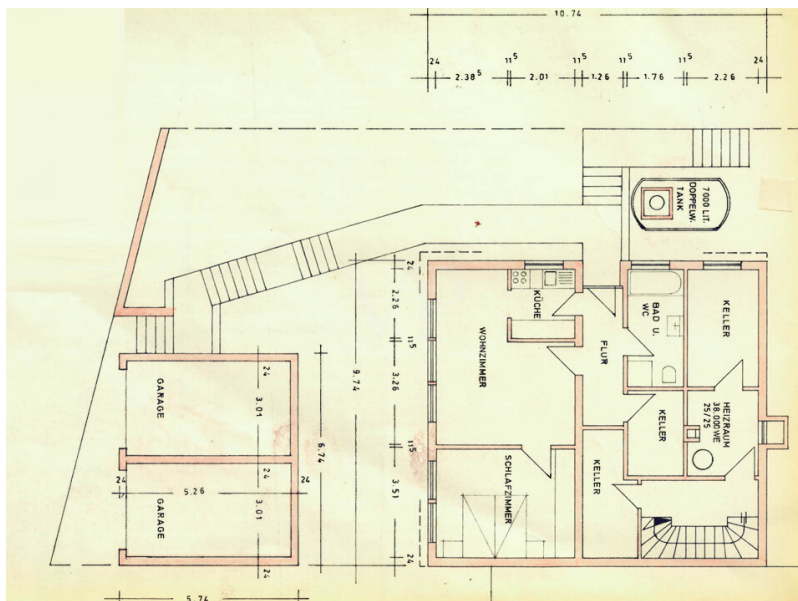 10.74
24
11⁵
11⁵
11⁵
11⁵
24
2.38⁵
2.01
1.26
1.76
2.26
7000 LIT.
DOPPELW.
TANK
24
2.26
11⁵
3.26
11⁵
3.51
24
9.74
KÜCHE
WOHNZIMMER
FLUR
BAD U.
WC
KELLER
HEIZRAUM
38.000WE
25/25
KELLER
KELLER
SCHLAFZIMMER
GARAGE
24
3.01
24
6.74
24
5.26
24
GARAGE
3.01
24
5.74